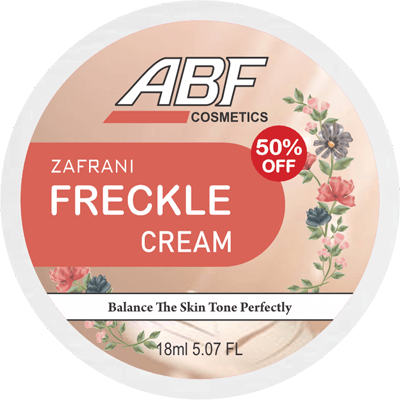 ABF
COSMETICS
50%
OFF
ZAFRANI
FRECKLE
CREAM
Balance The Skin Tone Perfectly
18ml 5.07 FL